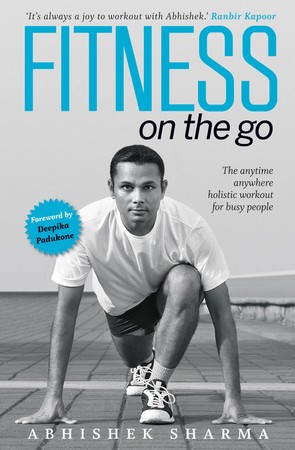 ‘It’s always a joy to workout with Abhishek.’ Ranbir Kapoor
FITNESS
on the go
The anytime
anywhere
holistic workout
for busy people
Foreword by
Deepika
Padukone
ABHISHEK SHARMA